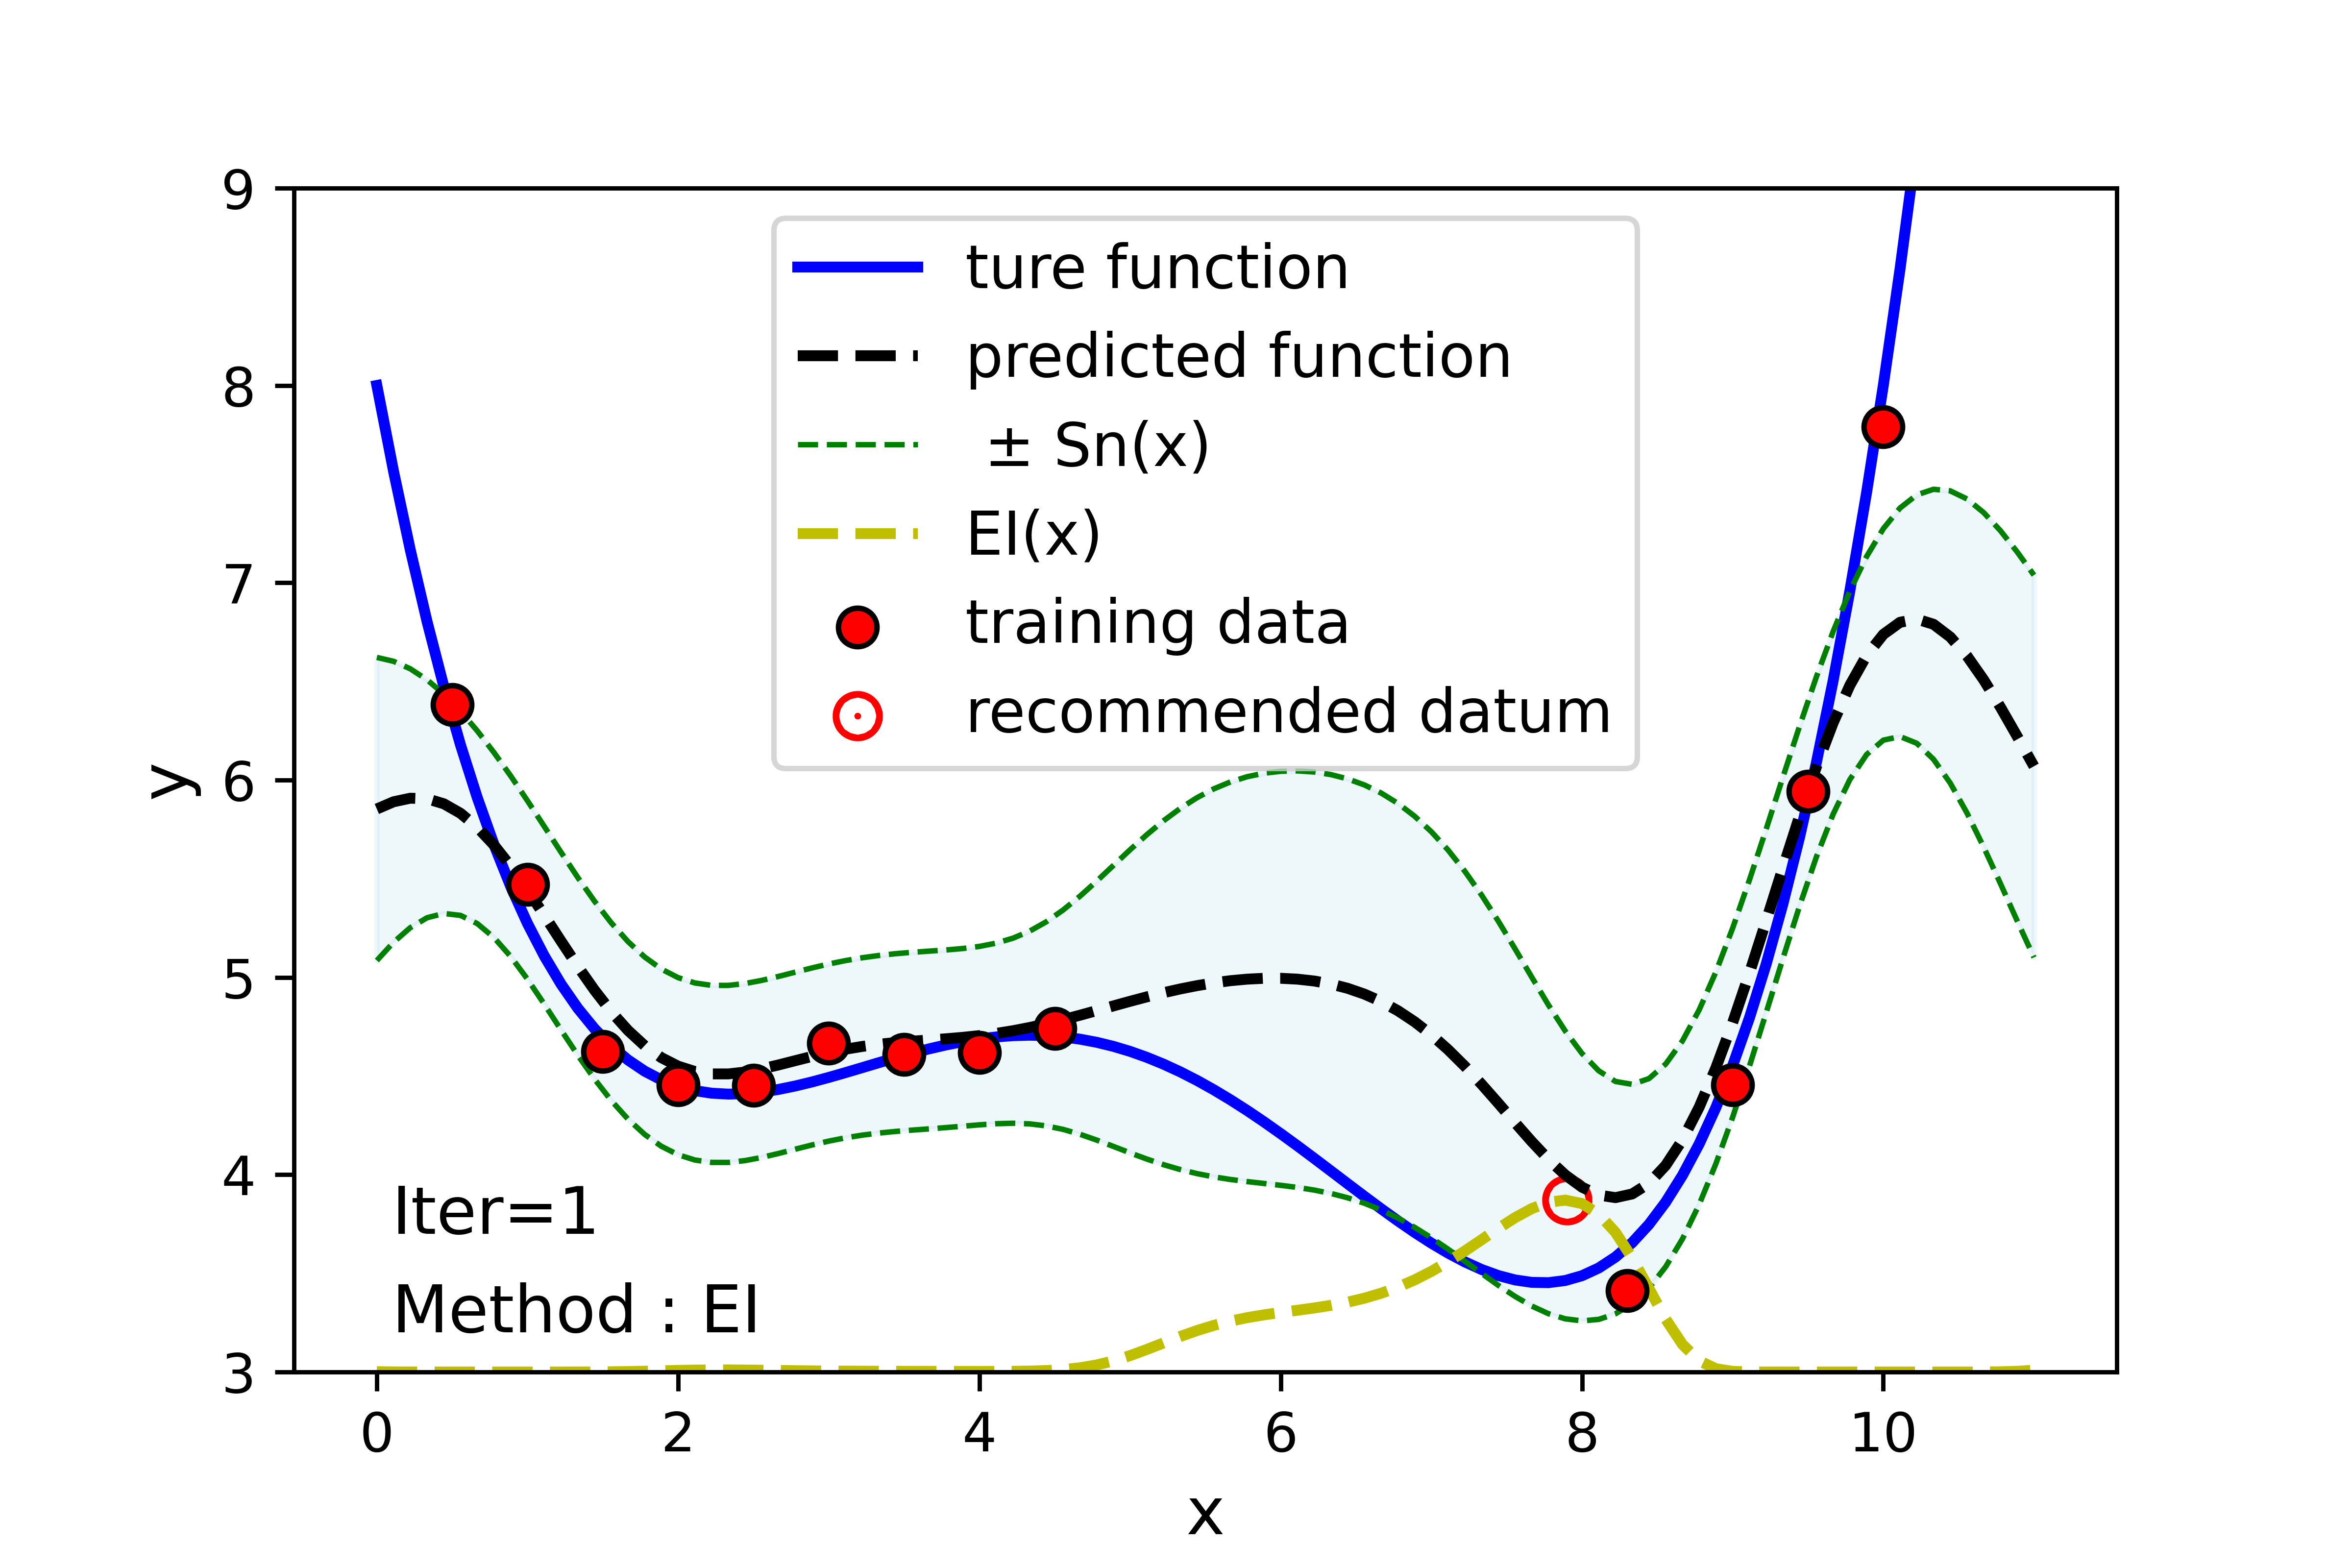 9
8
7
6
5
4
3
y
ture function
predicted function
± Sn(x)
EI(x)
training data
recommended datum
Iter=1
Method : EI
0 2 4 6 8 10
x